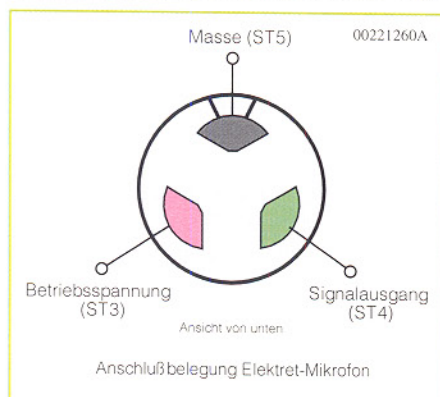 Masse (ST5)
00221260A
Betriebsspannung
(ST3)
Signalausgang
(ST4)
Ansicht von unten
Anschlußbelegung Elektret-Mikrofon